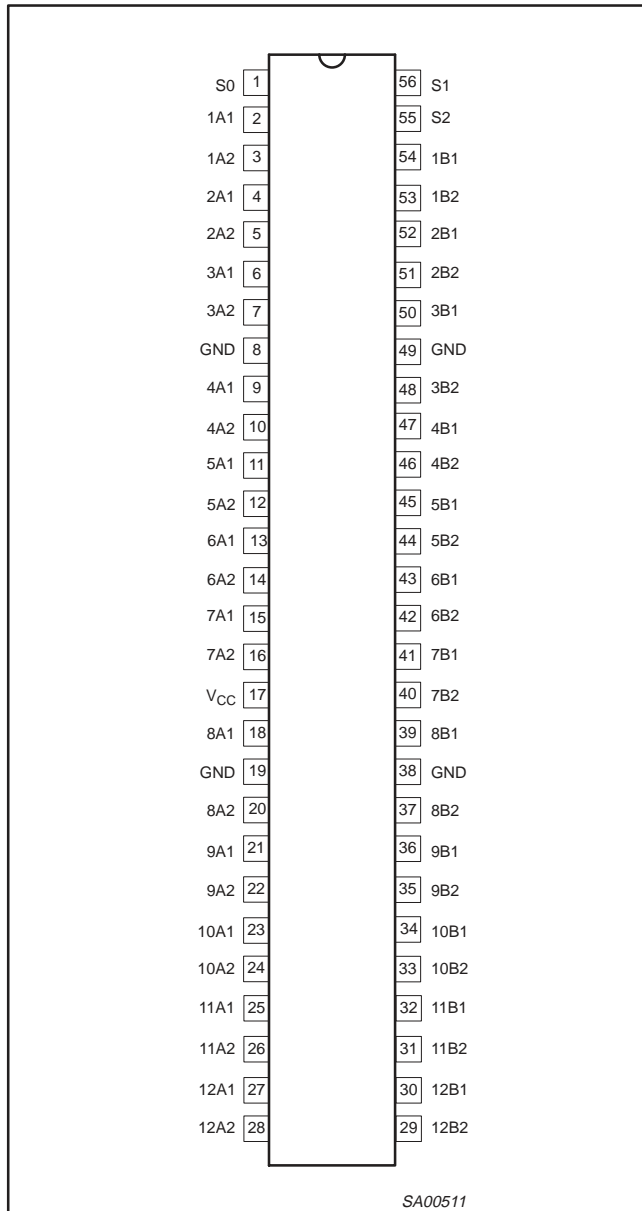 S0 1 56 S1
1A1 2 55 S2
1A2 3 54 1B1
2A1 4 53 1B2
2A2 5 52 2B1
3A1 6 51 2B2
3A2 7 50 3B1
GND 8 49 GND
4A1 9 48 3B2
4A2 10 47 4B1
5A1 11 46 4B2
5A2 12 45 5B1
6A1 13 44 5B2
6A2 14 43 6B1
7A1 15 42 6B2
7A2 16 41 7B1
VCC 17 40 7B2
8A1 18 39 8B1
GND 19 38 GND
8A2 20 37 8B2
9A1 21 36 9B1
9A2 22 35 9B2
10A1 23 34 10B1
10A2 24 33 10B2
11A1 25 32 11B1
11A2 26 31 11B2
12A1 27 30 12B1
12A2 28 29 12B2
SA00511